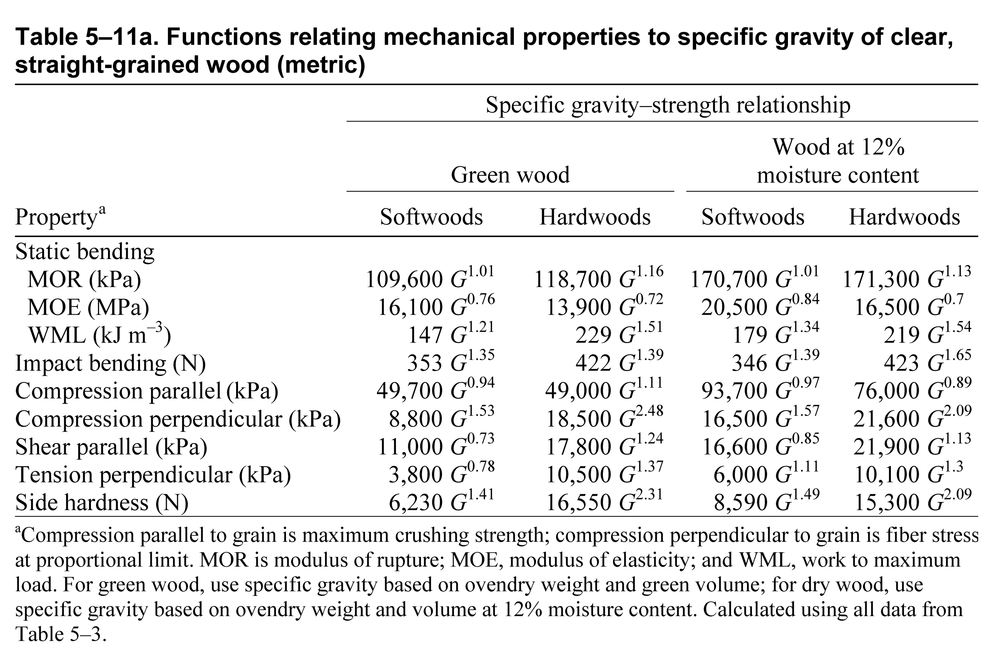 Table 5–11a. Functions relating mechanical properties to specific gravity of clear,
straight-grained wood (metric)
Specific gravity–strength relationship
Green wood
Wood at 12%
moisture content
Propertyᵃ Softwoods Hardwoods Softwoods Hardwoods
Static bending
MOR (kPa) 109,600 G^1.01 118,700 G^1.16 170,700 G^1.01 171,300 G^1.13
MOE (MPa) 16,100 G^0.76 13,900 G^0.72 20,500 G^0.84 16,500 G^0.7
WML (kJ m⁻³) 147 G^1.21 229 G^1.51 179 G^1.34 219 G^1.54
Impact bending (N) 353 G^1.35 422 G^1.39 346 G^1.39 423 G^1.65
Compression parallel (kPa) 49,700 G^0.94 49,000 G^1.11 93,700 G^0.97 76,000 G^0.89
Compression perpendicular (kPa) 8,800 G^1.53 18,500 G^2.48 16,500 G^1.57 21,600 G^2.09
Shear parallel (kPa) 11,000 G^0.73 17,800 G^1.24 16,600 G^0.85 21,900 G^1.13
Tension perpendicular (kPa) 3,800 G^0.78 10,500 G^1.37 6,000 G^1.11 10,100 G^1.3
Side hardness (N) 6,230 G^1.41 16,550 G^2.31 8,590 G^1.49 15,300 G^2.09
ᵃCompression parallel to grain is maximum crushing strength; compression perpendicular to grain is fiber stress
at proportional limit. MOR is modulus of rupture; MOE, modulus of elasticity; and WML, work to maximum
load. For green wood, use specific gravity based on ovendry weight and green volume; for dry wood, use
specific gravity based on ovendry weight and volume at 12% moisture content. Calculated using all data from
Table 5–3.